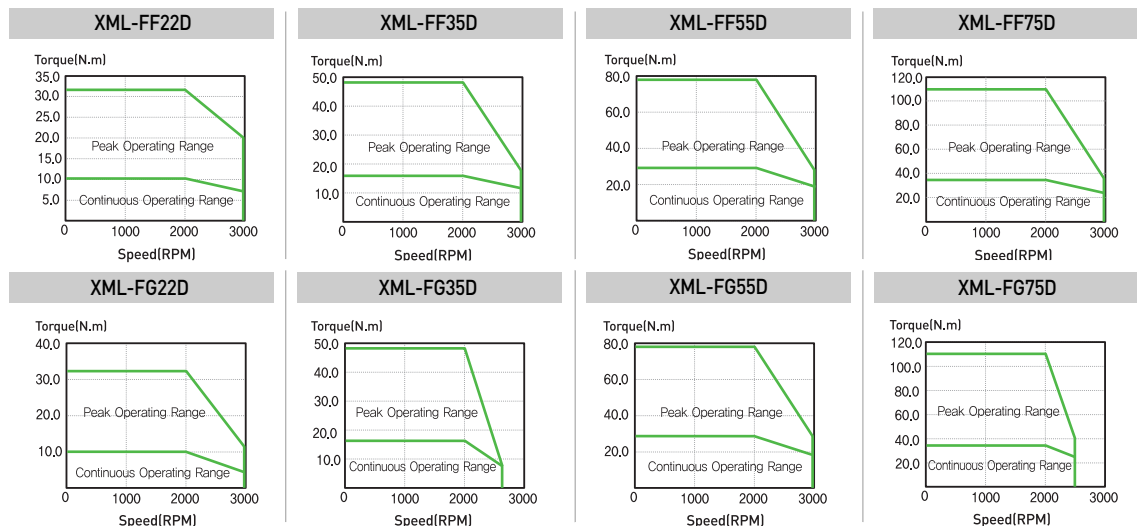 XML-FF22D
Torque(N.m)
35,0
30,0
20,0
15,0
10,0
5,0
Peak Operating Range
Continuous Operating Range
0 1000 2000 3000
Speed(RPM)
XML-FF35D
Torque(N.m)
50,0
40,0
30,0
20,0
10,0
Peak Operating Range
Continuous Operating Range
0 1000 2000 3000
Speed(RPM)
XML-FF55D
Torque(N.m)
80,0
60,0
40,0
20,0
Peak Operating Range
Continuous Operating Range
0 1000 2000 3000
Speed(RPM)
XML-FF75D
Torque(N.m)
120,0
100,0
80,0
60,0
40,0
20,0
Peak Operating Range
Continuous Operating Range
0 1000 2000 3000
Speed(RPM)
XML-FG22D
Torque(N.m)
40,0
30,0
20,0
10,0
Peak Operating Range
Continuous Operating Range
0 1000 2000 3000
Speed(RPM)
XML-FG35D
Torque(N.m)
50,0
40,0
30,0
20,0
10,0
Peak Operating Range
Continuous Operating Range
0 1000 2000 3000
Speed(RPM)
XML-FG55D
Torque(N.m)
80,0
60,0
40,0
20,0
Peak Operating Range
Continuous Operating Range
0 1000 2000 3000
Speed(RPM)
XML-FG75D
Torque(N.m)
120,0
100,0
80,0
60,0
40,0
20,0
Peak Operating Range
Continuous Operating Range
0 1000 2000 3000
Speed(RPM)